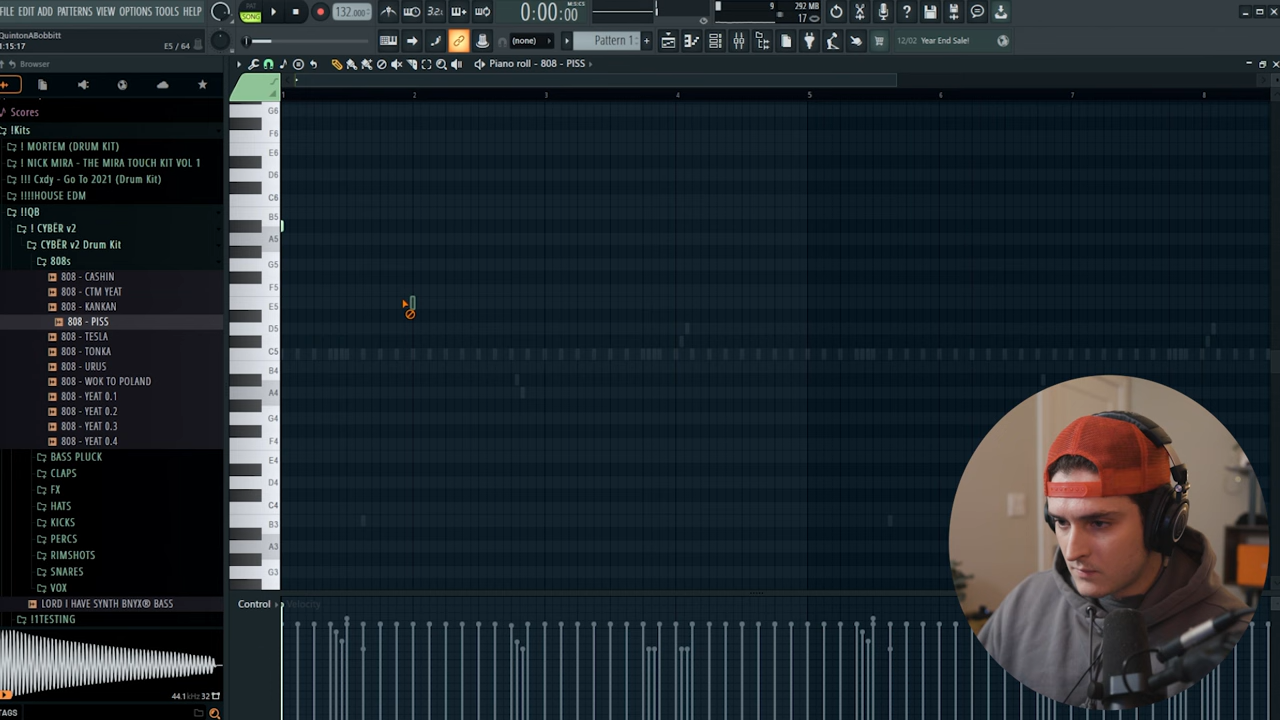 FILE EDIT ADD PATTERNS VIEW OPTIONS TOOLS HELP
SONG
132.000
3 2 1
0:00:00
M:S:CS
9
292 MB
17
QuintonABobbitt
1:15:17
E5 / 64
(none)
Pattern 1
12/02 Year End Sale!
Browser
Piano roll - 808 - PISS
1
2
3
4
5
6
7
8
Scores
!Kits
! MORTEM (DRUM KIT)
! NICK MIRA - THE MIRA TOUCH KIT VOL 1
!!! Cxdy - Go To 2021 (Drum Kit)
!!!!HOUSE EDM
!!QB
! CYBËR v2
CYBËR v2 Drum Kit
808s
808 - CASHIN
808 - CTM YEAT
808 - KANKAN
808 - PISS
808 - TESLA
808 - TONKA
808 - URUS
808 - WOK TO POLAND
808 - YEAT 0.1
808 - YEAT 0.2
808 - YEAT 0.3
808 - YEAT 0.4
BASS PLUCK
CLAPS
FX
HATS
KICKS
PERCS
RIMSHOTS
SNARES
VOX
LORD I HAVE SYNTH BNYX® BASS
!1TESTING
44.1kHz 32
TAGS
G6
F6
E6
D6
C6
B5
A5
G5
F5
E5
D5
C5
B4
A4
G4
F4
E4
D4
C4
B3
A3
G3
Control
Velocity